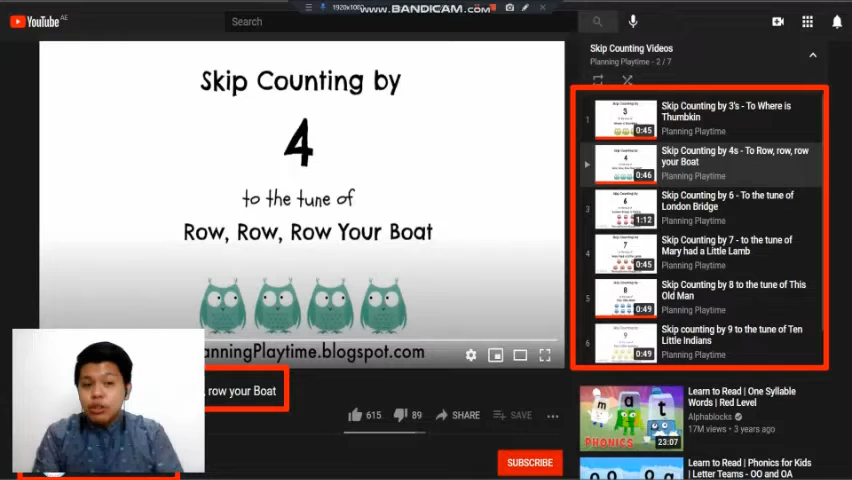 1920x1080
www.BANDICAM.com
YouTube AE
Search
Skip Counting by
4
to the tune of
Row, Row, Row Your Boat
PlanningPlaytime.blogspot.com
, row your Boat
615
89
SHARE
SAVE
SUBSCRIBE
Skip Counting Videos
Planning Playtime - 2 / 7
1
0:45
Skip Counting by 3's - To Where is
Thumbkin
Planning Playtime
4
0:46
Skip Counting by 4s - To Row, row, row
your Boat
Planning Playtime
3
6
1:12
Skip Counting by 6 - To the tune of
London Bridge
Planning Playtime
4
7
0:45
Skip Counting by 7 - to the tune of
Mary had a Little Lamb
Planning Playtime
5
8
0:49
Skip Counting by 8 to the tune of This
Old Man
Planning Playtime
6
9
0:49
Skip counting by 9 to the tune of Ten
Little Indians
Planning Playtime
m a t
PHONICS
23:07
Learn to Read | One Syllable
Words | Red Level
Alphablocks
17M views • 3 years ago
Learn to Read | Phonics for Kids
| Letter Teams - OO and OA